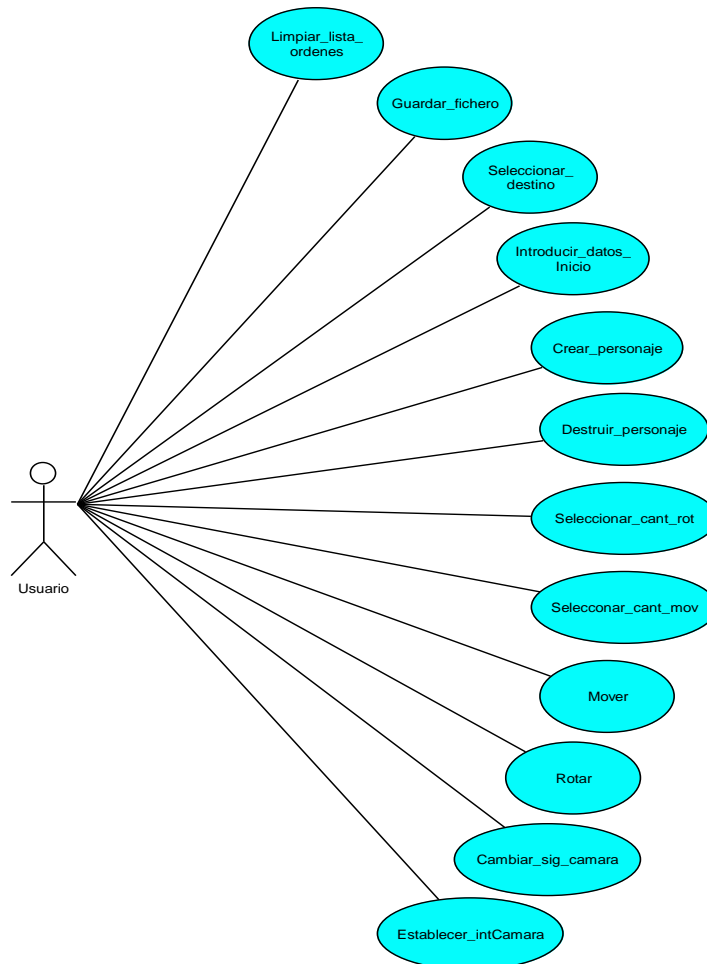 Limpiar_lista_
ordenes
Guardar_fichero
Seleccionar_
destino
Introducir_datos_
Inicio
Crear_personaje
Destruir_personaje
Seleccionar_cant_rot
Usuario
Selecconar_cant_mov
Mover
Rotar
Cambiar_sig_camara
Establecer_intCamara